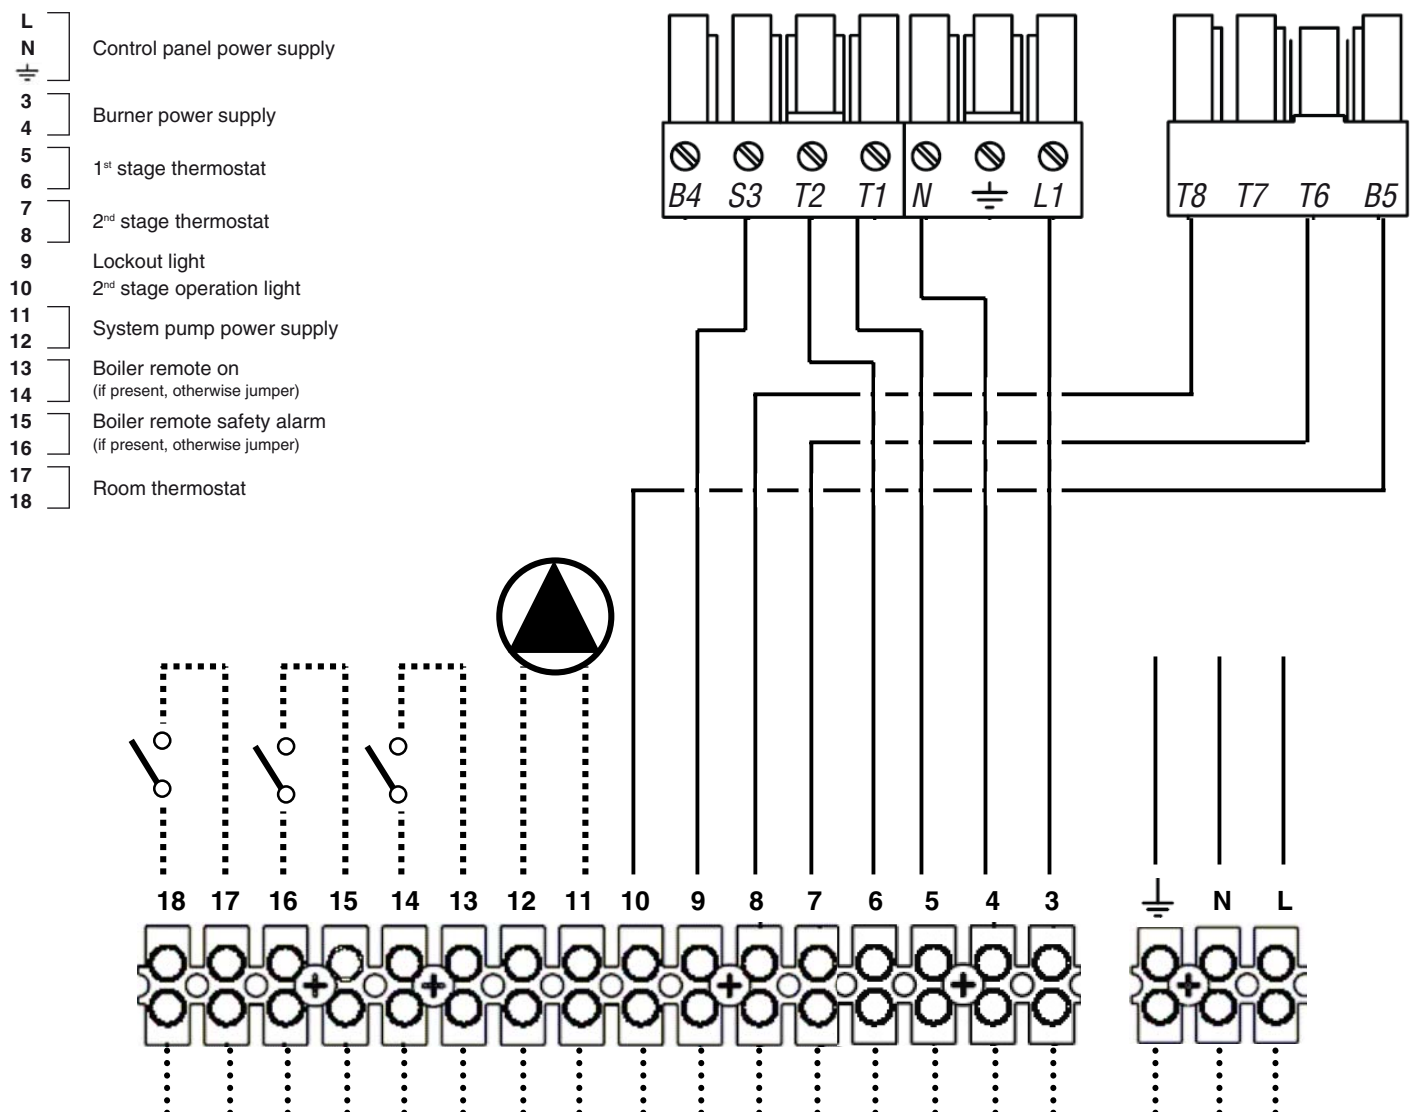 L
N
Control panel power supply
3
4
Burner power supply
5
6
1st stage thermostat
7
8
2nd stage thermostat
9 Lockout light
10 2nd stage operation light
11
12
System pump power supply
13 Boiler remote on
14 (if present, otherwise jumper)
15 Boiler remote safety alarm
16 (if present, otherwise jumper)
17
18
Room thermostat
B4 S3 T2 T1 N L1
T8 T7 T6 B5
18 17 16 15 14 13 12 11 10 9 8 7 6 5 4 3 N L